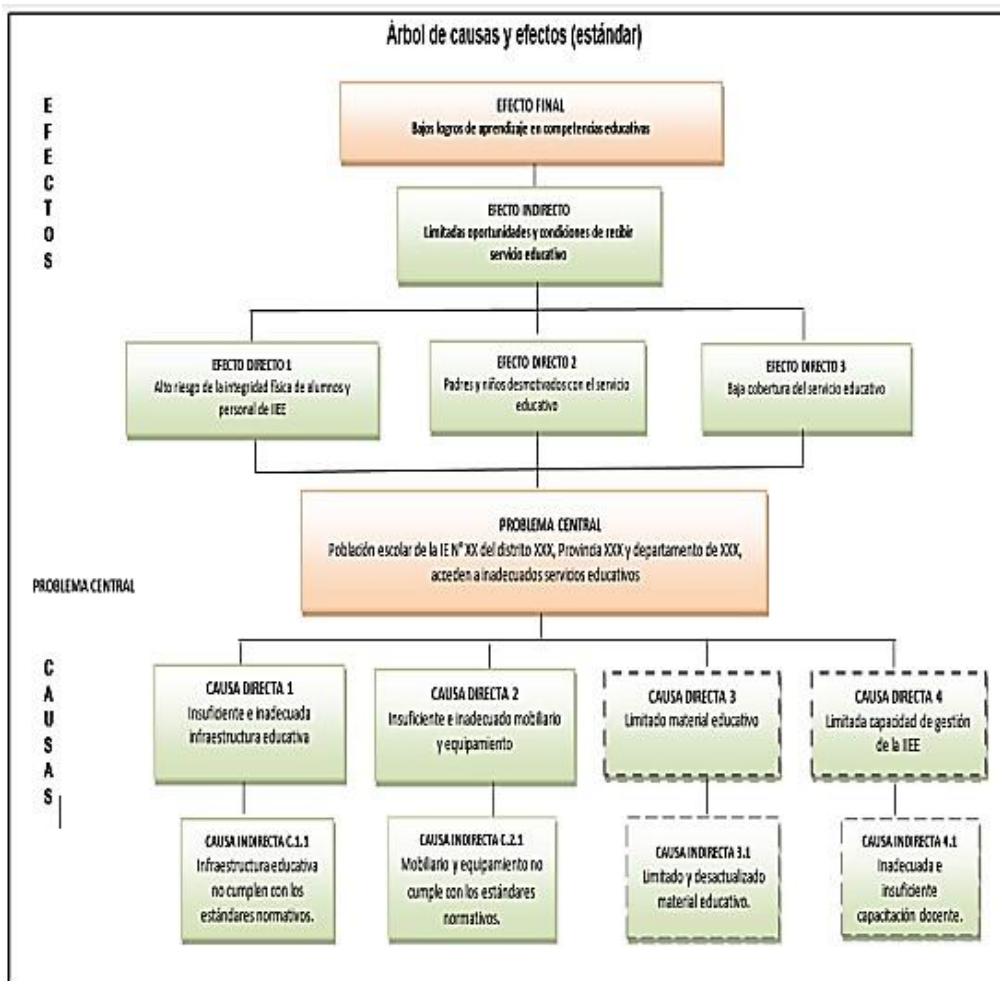 Árbol de causas y efectos (estándar)
EFECTOS
EFECTO FINAL
Bajos logros de aprendizaje en competencias educativas
EFECTO INDIRECTO
Limitadas oportunidades y condiciones de recibir
servicio educativo
EFECTO DIRECTO 1
Alto riesgo de la integridad física de alumnos y
personal de IIEE
EFECTO DIRECTO 2
Padres y niños desmotivados con el servicio
educativo
EFECTO DIRECTO 3
Baja cobertura del servicio educativo
PROBLEMA CENTRAL
PROBLEMA CENTRAL
Población escolar de la IE N° XX del distrito XXX, Provincia XXX y departamento de XXX,
acceden a inadecuados servicios educativos
CAUSAS
CAUSA DIRECTA 1
Insuficiente e inadecuada
infraestructura educativa
CAUSA DIRECTA 2
Insuficiente e inadecuado mobiliario
y equipamiento
CAUSA DIRECTA 3
Limitado material educativo
CAUSA DIRECTA 4
Limitada capacidad de gestión
de la IIEE
CAUSA INDIRECTA C.1.1
Infraestructura educativa
no cumplen con los
estándares normativos.
CAUSA INDIRECTA C.2.1
Mobiliario y equipamiento no
cumple con los estándares
normativos.
CAUSA INDIRECTA 3.1
Limitado y desactualizado
material educativo.
CAUSA INDIRECTA 4.1
Inadecuada e
insuficiente
capacitación docente.